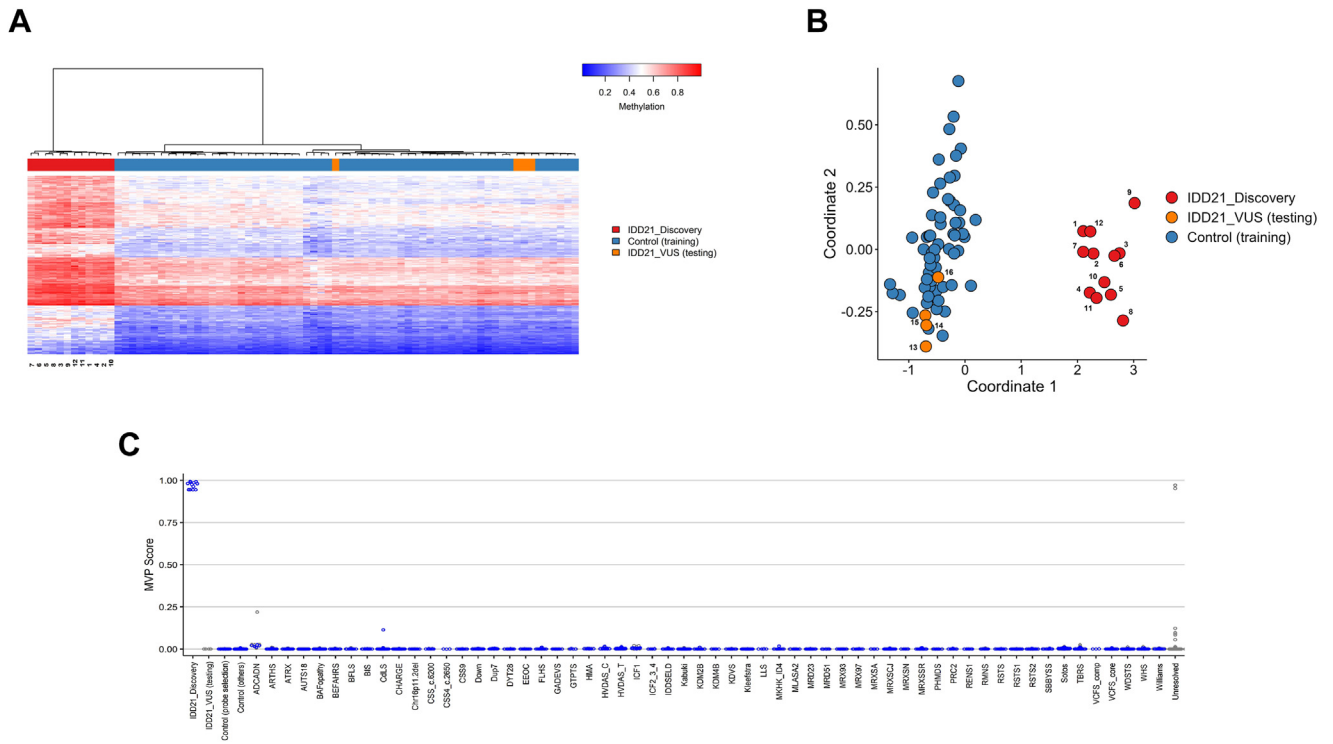 A
0.2 0.4 0.6 0.8
Methylation
IDD21_Discovery
Control (training)
IDD21_VUS (testing)
7 6 5 8 3 9 12 11 1 4 2 10
B
Coordinate 2
0.50
0.25
0.00
-0.25
-1 0 1 2 3
Coordinate 1
9
1 12
7 3
2 6
10
4 5
11 8
16
15 14
13
IDD21_Discovery
IDD21_VUS (testing)
Control (training)
C
MVP Score
1.00
0.75
0.50
0.25
0.00
IDD21_Discovery
IDD21_VUS (testing)
Control (probe selection)
Control (others)
ADCADN
ARTHS
ATRX
AUTS18
BAFopathy
BEFAHRS
BFLS
BIS
CdLS
CHARGE
Chr16p11.2del
CSS_c.6200
CSS4_c.2650
CSS9
Down
Dup7
DYT28
EEOC
FLHS
GADEVS
GTPTS
HMA
HVDAS_C
HVDAS_T
ICF1
ICF2_3_4
IDDSELD
Kabuki
KDM2B
KDM4B
KDVS
Kleefstra
LLS
MKHK_ID4
MLASA2
MRD23
MRD51
MRX93
MRX97
MRXSA
MRXSCJ
MRXSN
MRXSSR
PHMDS
PRC2
RENS1
RMNS
RSTS
RSTS1
RSTS2
SBBYSS
Sotos
TBRS
VCFS_comp
VCFS_core
WDSTS
WHS
Williams
Unresolved